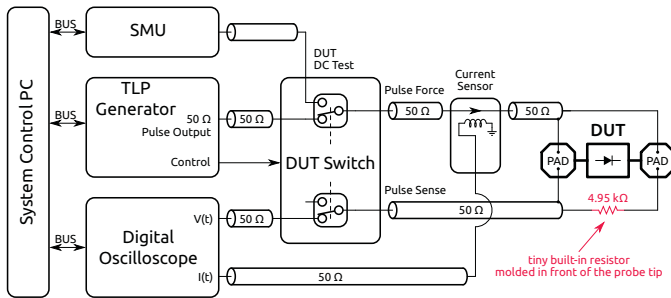 System Control PC
BUS
SMU
BUS
TLP
Generator
50 Ω
Pulse Output
Control
50 Ω
BUS
Digital
Oscilloscope
V(t)
I(t)
50 Ω
50 Ω
DUT
DC Test
DUT Switch
Pulse Force
50 Ω
Current
Sensor
50 Ω
Pulse Sense
50 Ω
DUT
PAD
PAD
4.95 kΩ
tiny built-in resistor
molded in front of the probe tip